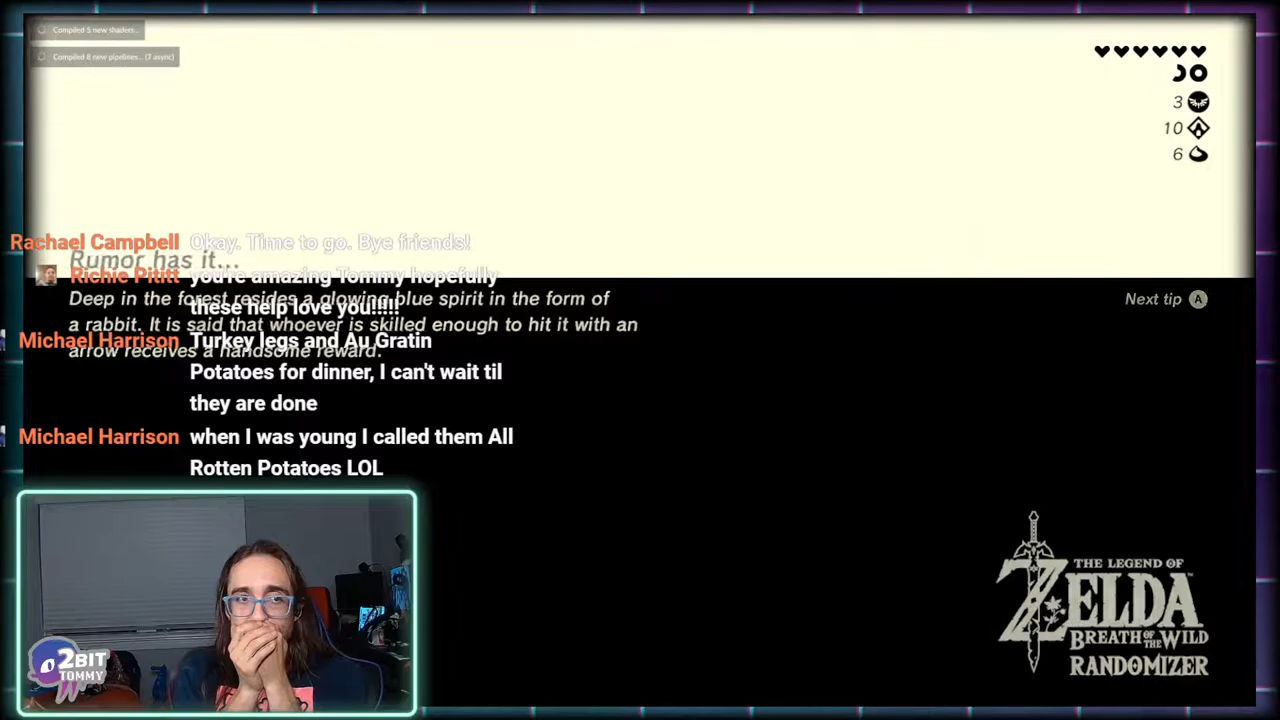 Compiled 5 new shaders...
Compiled 8 new pipelines... (7 async)
3
10
6
Rachael Campbell Okay. Time to go. Bye friends!
Rumor has it...
Richie Pititt you're amazing Tommy hopefully
these help love you!!!!!
Deep in the forest resides a glowing blue spirit in the form of
a rabbit. It is said that whoever is skilled enough to hit it with an
arrow receives a handsome reward.
Next tip A
Michael Harrison Turkey legs and Au Gratin
Potatoes for dinner, I can't wait til
they are done
Michael Harrison when I was young I called them All
Rotten Potatoes LOL
2BIT
TOMMY
THE LEGEND OF
ZELDA
BREATH OF THE WILD
RANDOMIZER